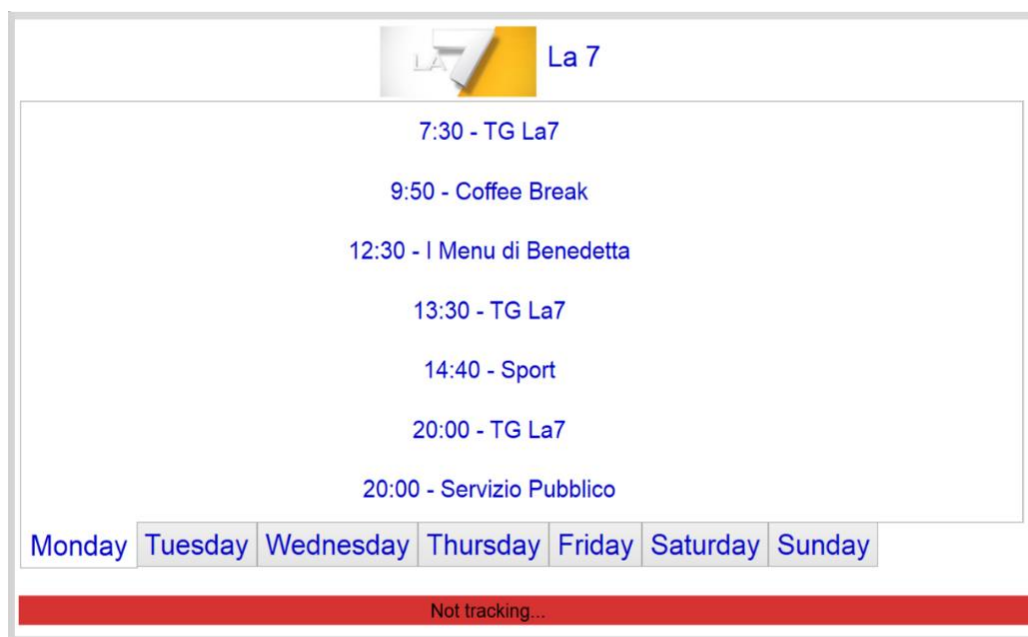 LA7 La 7
7:30 - TG La7
9:50 - Coffee Break
12:30 - I Menu di Benedetta
13:30 - TG La7
14:40 - Sport
20:00 - TG La7
20:00 - Servizio Pubblico
Monday Tuesday Wednesday Thursday Friday Saturday Sunday
Not tracking...